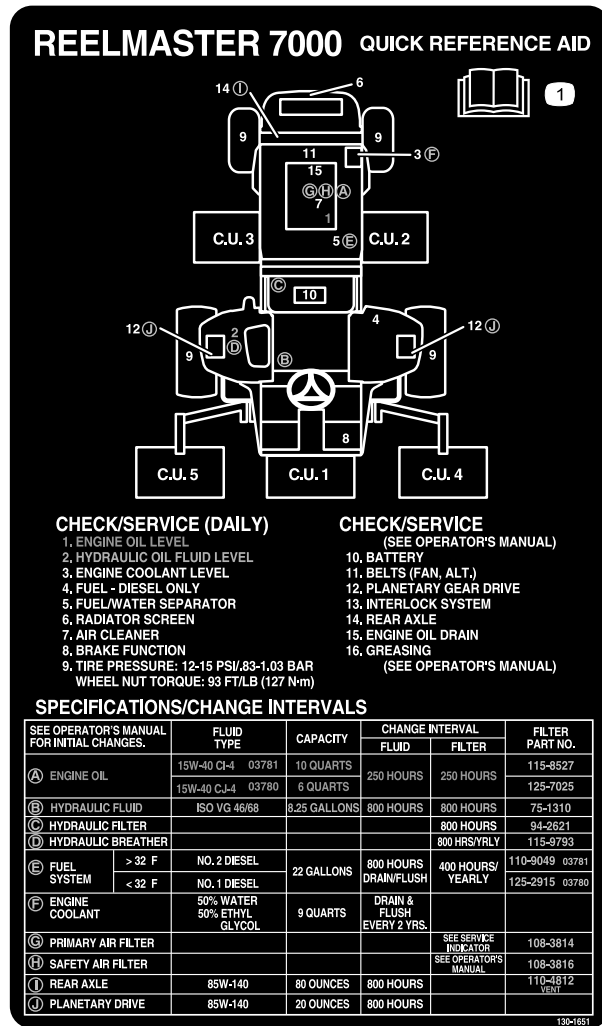 REELMASTER 7000 QUICK REFERENCE AID
1
6
14 Ⓘ
9
9
11
3 Ⓕ
15
Ⓖ Ⓗ Ⓐ
7
1
C.U. 3
5 Ⓔ
C.U. 2
Ⓒ
10
4
12 Ⓙ
2
Ⓓ
12 Ⓙ
9
Ⓑ
9
8
C.U. 5
C.U. 1
C.U. 4
CHECK/SERVICE (DAILY)
1. ENGINE OIL LEVEL
2. HYDRAULIC OIL FLUID LEVEL
3. ENGINE COOLANT LEVEL
4. FUEL - DIESEL ONLY
5. FUEL/WATER SEPARATOR
6. RADIATOR SCREEN
7. AIR CLEANER
8. BRAKE FUNCTION
9. TIRE PRESSURE: 12-15 PSI/.83-1.03 BAR
WHEEL NUT TORQUE: 93 FT/LB (127 N•m)
CHECK/SERVICE
(SEE OPERATOR'S MANUAL)
10. BATTERY
11. BELTS (FAN, ALT.)
12. PLANETARY GEAR DRIVE
13. INTERLOCK SYSTEM
14. REAR AXLE
15. ENGINE OIL DRAIN
16. GREASING
(SEE OPERATOR'S MANUAL)
SPECIFICATIONS/CHANGE INTERVALS
SEE OPERATOR'S MANUAL
FOR INITIAL CHANGES.
FLUID
TYPE
CAPACITY
CHANGE INTERVAL
FLUID
FILTER
FILTER
PART NO.
Ⓐ ENGINE OIL
15W-40 CI-4 03781
10 QUARTS
250 HOURS
250 HOURS
115-8527
15W-40 CJ-4 03780
6 QUARTS
125-7025
Ⓑ HYDRAULIC FLUID
ISO VG 46/68
8.25 GALLONS
800 HOURS
800 HOURS
75-1310
Ⓒ HYDRAULIC FILTER
800 HOURS
94-2621
Ⓓ HYDRAULIC BREATHER
800 HRS/YRLY
115-9793
Ⓔ FUEL
SYSTEM
> 32 F
NO. 2 DIESEL
22 GALLONS
800 HOURS
DRAIN/FLUSH
400 HOURS/
YEARLY
110-9049 03781
< 32 F
NO. 1 DIESEL
125-2915 03780
Ⓕ ENGINE
COOLANT
50% WATER
50% ETHYL
GLYCOL
9 QUARTS
DRAIN &
FLUSH
EVERY 2 YRS.
Ⓖ PRIMARY AIR FILTER
SEE SERVICE
INDICATOR
108-3814
Ⓗ SAFETY AIR FILTER
SEE OPERATOR'S
MANUAL
108-3816
Ⓘ REAR AXLE
85W-140
80 OUNCES
800 HOURS
110-4812
VENT
Ⓙ PLANETARY DRIVE
85W-140
20 OUNCES
800 HOURS
130-1651